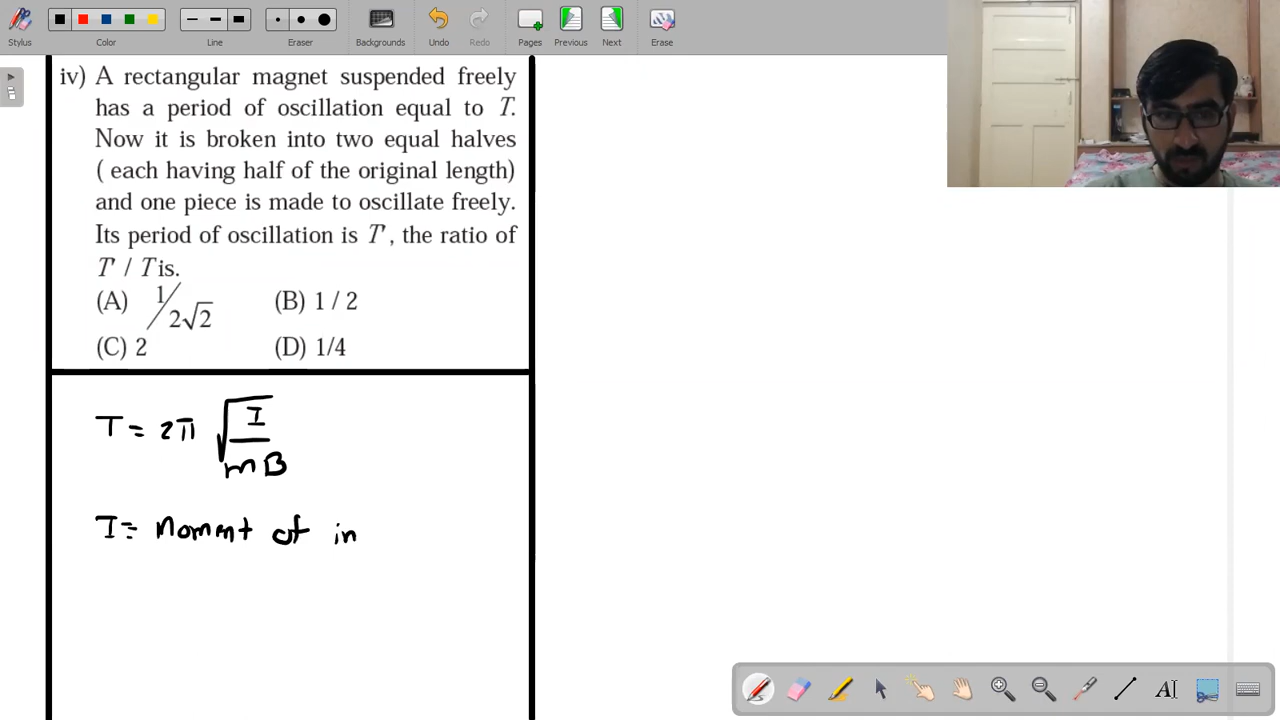 Stylus
Color
Line
Eraser
Backgrounds
Undo
Redo
Pages
Previous
Next
Erase
iv) A rectangular magnet suspended freely
has a period of oscillation equal to T.
Now it is broken into two equal halves
( each having half of the original length)
and one piece is made to oscillate freely.
Its period of oscillation is T' , the ratio of
T' / T is.
(A) 1/2√2 (B) 1 / 2
(C) 2 (D) 1/4
T = 2π √I/mB
I = Moment of in